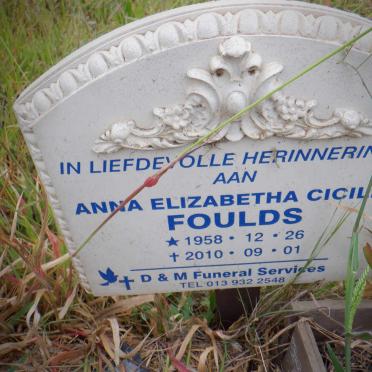 IN LIEFDEVOLLE HERINNERIN
AAN
ANNA ELIZABETHA CICIL
FOULDS
★ 1958 • 12 • 26
† 2010 • 09 • 01
D & M Funeral Services
TEL 013 932 2548